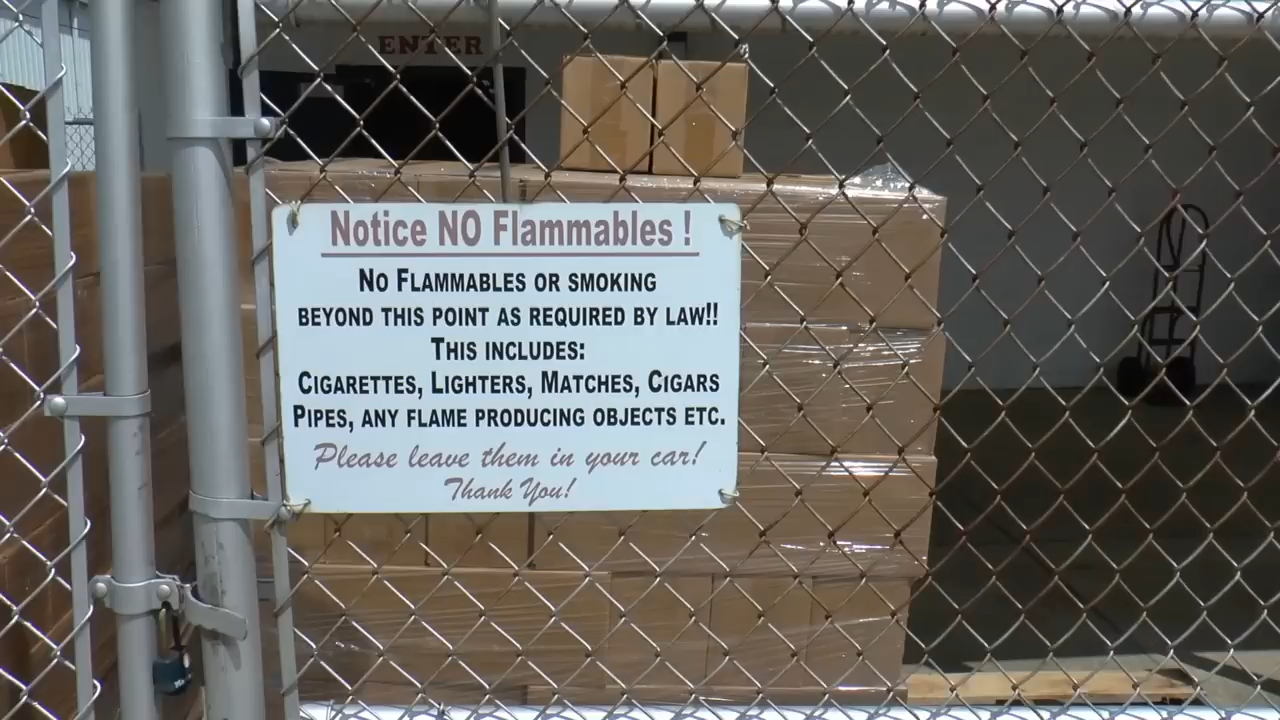 ENTER
Notice NO Flammables !
No Flammables or smoking
beyond this point as required by law!!
This includes:
Cigarettes, Lighters, Matches, Cigars
Pipes, any flame producing objects etc.
Please leave them in your car!
Thank You!